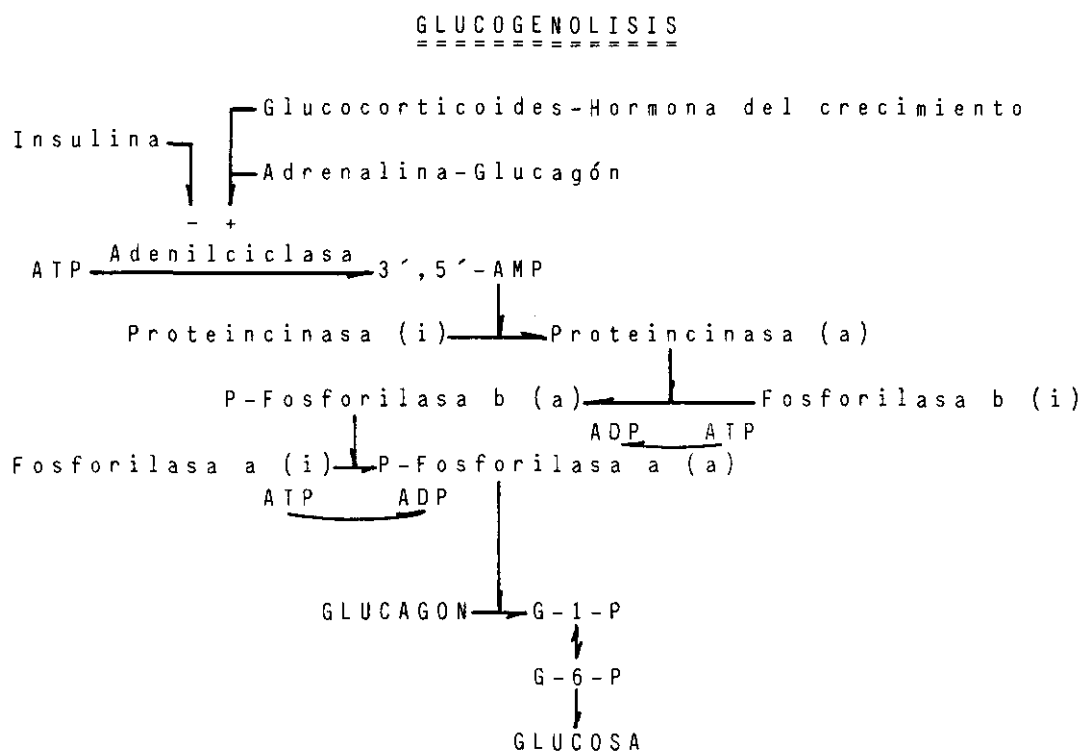 GLUCOGENOLISIS
Glucocorticoides-Hormona del crecimiento
Insulina
Adrenalina-Glucagón
- +
Adenilciclasa
ATP 3´,5´-AMP
Proteincinasa (i) Proteincinasa (a)
P-Fosforilasa b (a) Fosforilasa b (i)
ADP ATP
Fosforilasa a (i) P-Fosforilasa a (a)
ATP ADP
GLUCAGON G-1-P
G-6-P
GLUCOSA